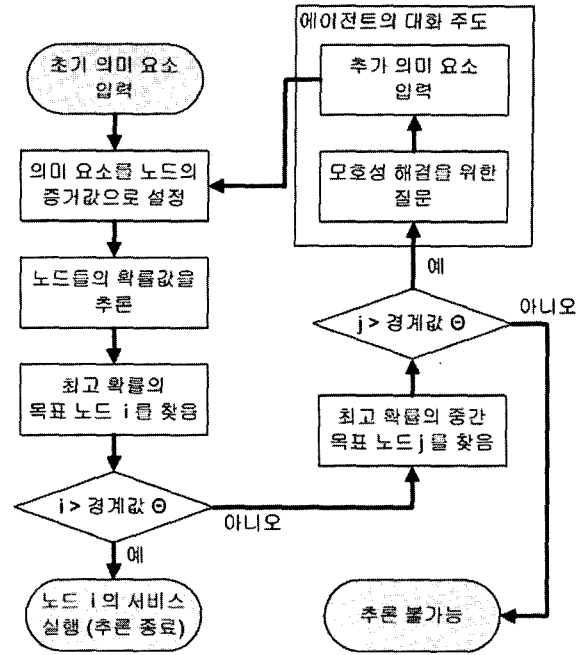 초기 의미 요소
입력
의미 요소를 노드의
증거값으로 설정
노드들의 확률값을
추론
최고 확률의
목표 노드 i를 찾음
i > 경계값 Θ
예
아니오
노드 i의 서비스
실행 (추론 종료)
에이전트의 대화 주도
추가 의미 요소
입력
모호성 해결을 위한
질문
예
j > 경계값 Θ
아니오
최고 확률의 중간
목표 노드 j를 찾음
추론 불가능